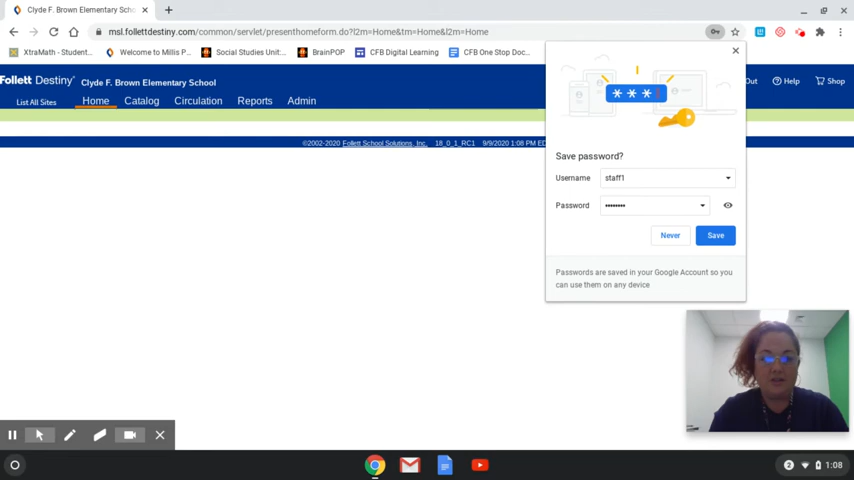 Clyde F. Brown Elementary Scho
msl.follettdestiny.com/common/servlet/presenthomeform.do?l2m=Home&tm=Home&l2m=Home
XtraMath - Student...
Welcome to Millis P...
Social Studies Unit:...
BrainPOP
CFB Digital Learning
CFB One Stop Doc...
Follett Destiny
Clyde F. Brown Elementary School
Out
Help
Shop
List All Sites
Home
Catalog
Circulation
Reports
Admin
©2002-2020 Follett School Solutions, Inc. 18_0_1_RC1 9/9/2020 1:08 PM ED
* * *
Save password?
Username
staff1
Password
••••••••
Never
Save
Passwords are saved in your Google Account so you
can use them on any device
2
1:08